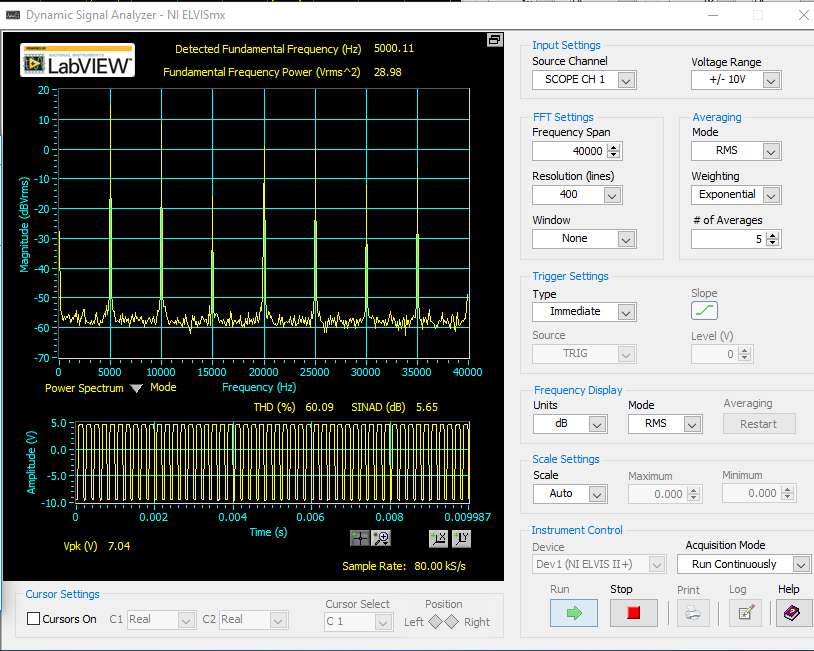 Dynamic Signal Analyzer - NI ELVISmx
POWERED BY
NATIONAL INSTRUMENTS
LabVIEW™
Detected Fundamental Frequency (Hz) 5000.11
Fundamental Frequency Power (Vrms^2) 28.98
Magnitude (dBVrms)
20
10
0
-10
-20
-30
-40
-50
-60
-70
0 5000 10000 15000 20000 25000 30000 35000 40000
Power Spectrum Mode Frequency (Hz)
THD (%) 60.09 SINAD (dB) 5.65
Amplitude (V)
5.0
0.0
-5.0
-10.0
0 0.002 0.004 0.006 0.008 0.009987
Time (s)
Vpk (V) 7.04
Sample Rate: 80.00 kS/s
Cursor Settings
Cursors On C1 Real C2 Real
Cursor Select
C 1
Position
Left Right
Input Settings
Source Channel Voltage Range
SCOPE CH 1 +/- 10V
FFT Settings
Frequency Span
40000
Resolution (lines)
400
Window
None
Averaging
Mode
RMS
Weighting
Exponential
# of Averages
5
Trigger Settings
Type Slope
Immediate
Source Level (V)
TRIG 0
Frequency Display
Units Mode Averaging
dB RMS Restart
Scale Settings
Scale Maximum Minimum
Auto 0.000 0.000
Instrument Control
Device Acquisition Mode
Dev1 (NI ELVIS II+) Run Continuously
Run Stop Print Log Help